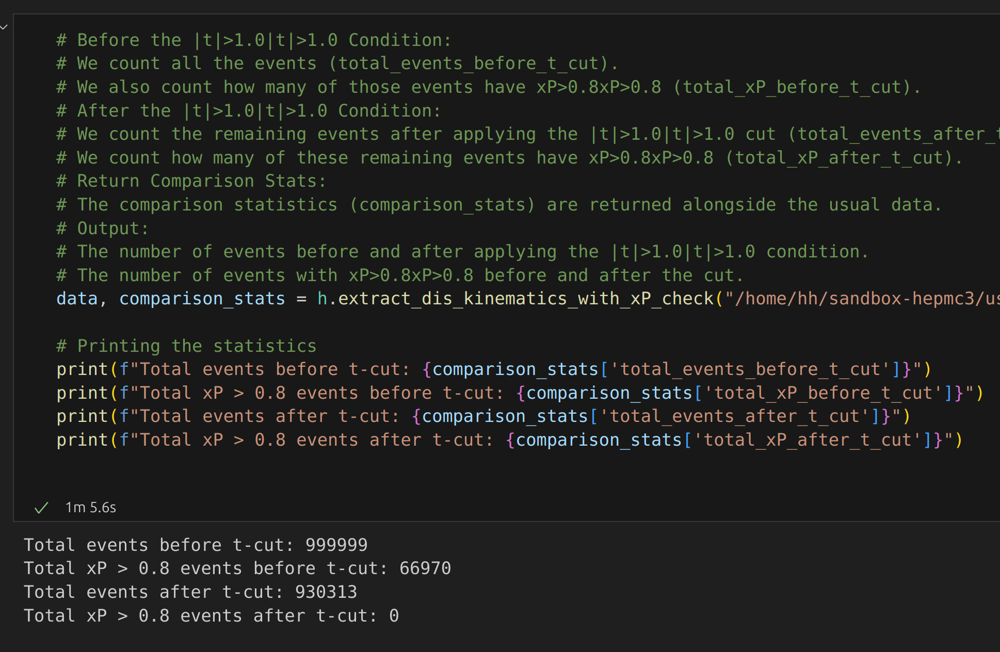 # Before the |t|>1.0|t|>1.0 Condition:
# We count all the events (total_events_before_t_cut).
# We also count how many of those events have xP>0.8xP>0.8 (total_xP_before_t_cut).
# After the |t|>1.0|t|>1.0 Condition:
# We count the remaining events after applying the |t|>1.0|t|>1.0 cut (total_events_after_t
# We count how many of these remaining events have xP>0.8xP>0.8 (total_xP_after_t_cut).
# Return Comparison Stats:
# The comparison statistics (comparison_stats) are returned alongside the usual data.
# Output:
# The number of events before and after applying the |t|>1.0|t|>1.0 condition.
# The number of events with xP>0.8xP>0.8 before and after the cut.
data, comparison_stats = h.extract_dis_kinematics_with_xP_check("/home/hh/sandbox-hepmc3/us
# Printing the statistics
print(f"Total events before t-cut: {comparison_stats['total_events_before_t_cut']}")
print(f"Total xP > 0.8 events before t-cut: {comparison_stats['total_xP_before_t_cut']}")
print(f"Total events after t-cut: {comparison_stats['total_events_after_t_cut']}")
print(f"Total xP > 0.8 events after t-cut: {comparison_stats['total_xP_after_t_cut']}")
1m 5.6s
Total events before t-cut: 999999
Total xP > 0.8 events before t-cut: 66970
Total events after t-cut: 930313
Total xP > 0.8 events after t-cut: 0